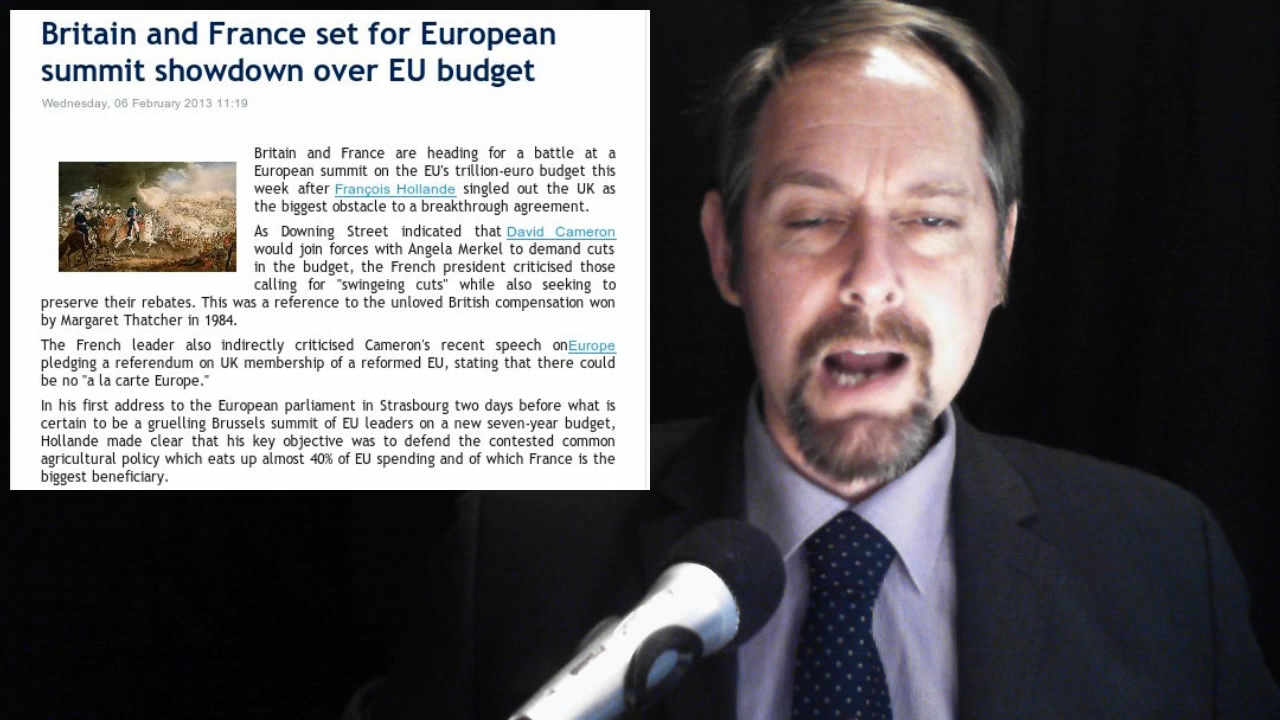 Britain and France set for European
summit showdown over EU budget
Wednesday, 06 February 2013 11:19
Britain and France are heading for a battle at a
European summit on the EU's trillion-euro budget this
week after François Hollande singled out the UK as
the biggest obstacle to a breakthrough agreement.
As Downing Street indicated that David Cameron
would join forces with Angela Merkel to demand cuts
in the budget, the French president criticised those
calling for "swingeing cuts" while also seeking to
preserve their rebates. This was a reference to the unloved British compensation won
by Margaret Thatcher in 1984.
The French leader also indirectly criticised Cameron's recent speech onEurope
pledging a referendum on UK membership of a reformed EU, stating that there could
be no "a la carte Europe."
In his first address to the European parliament in Strasbourg two days before what is
certain to be a gruelling Brussels summit of EU leaders on a new seven-year budget,
Hollande made clear that his key objective was to defend the contested common
agricultural policy which eats up almost 40% of EU spending and of which France is the
biggest beneficiary.